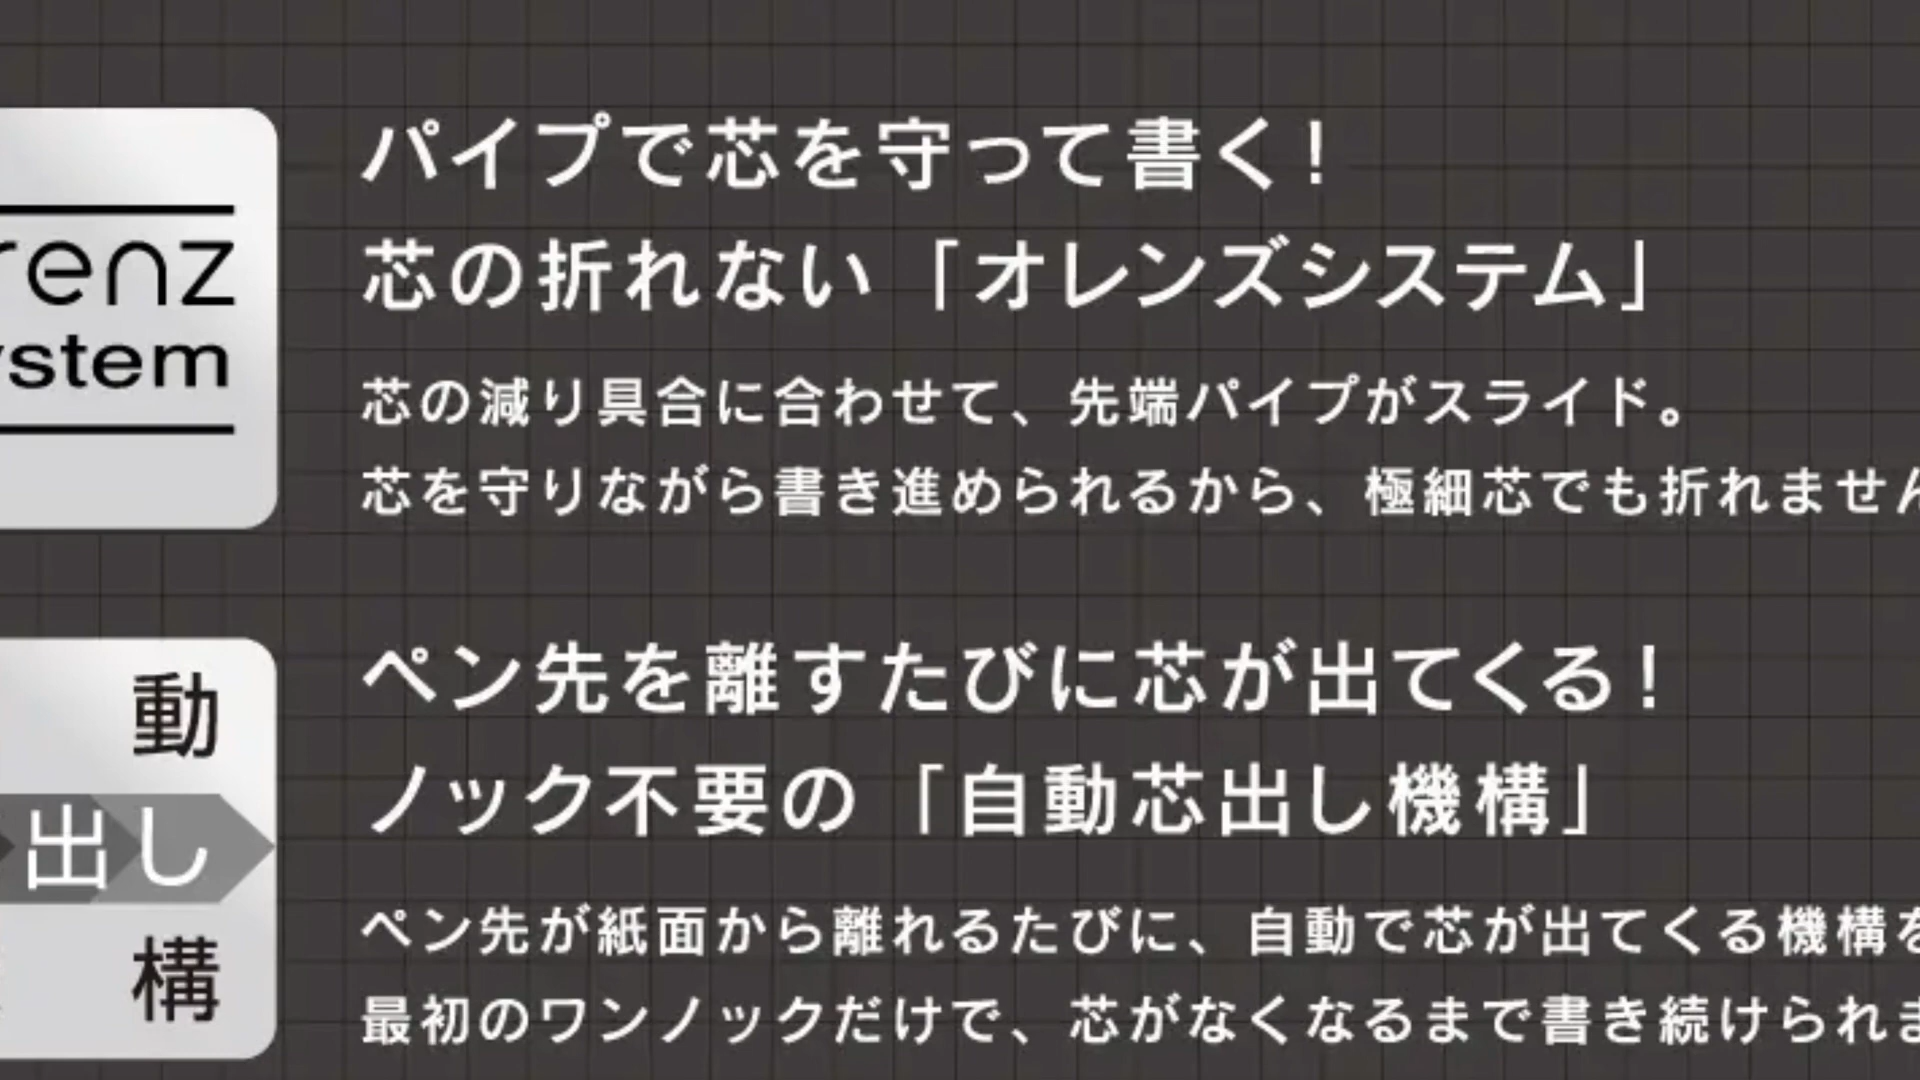 renz
ystem
パイプで芯を守って書く!
芯の折れない「オレンズシステム」
芯の減り具合に合わせて、先端パイプがスライド。
芯を守りながら書き進められるから、極細芯でも折れません
動
出し
構
ペン先を離すたびに芯が出てくる!
ノック不要の「自動芯出し機構」
ペン先が紙面から離れるたびに、自動で芯が出てくる機構を
最初のワンノックだけで、芯がなくなるまで書き続けられま